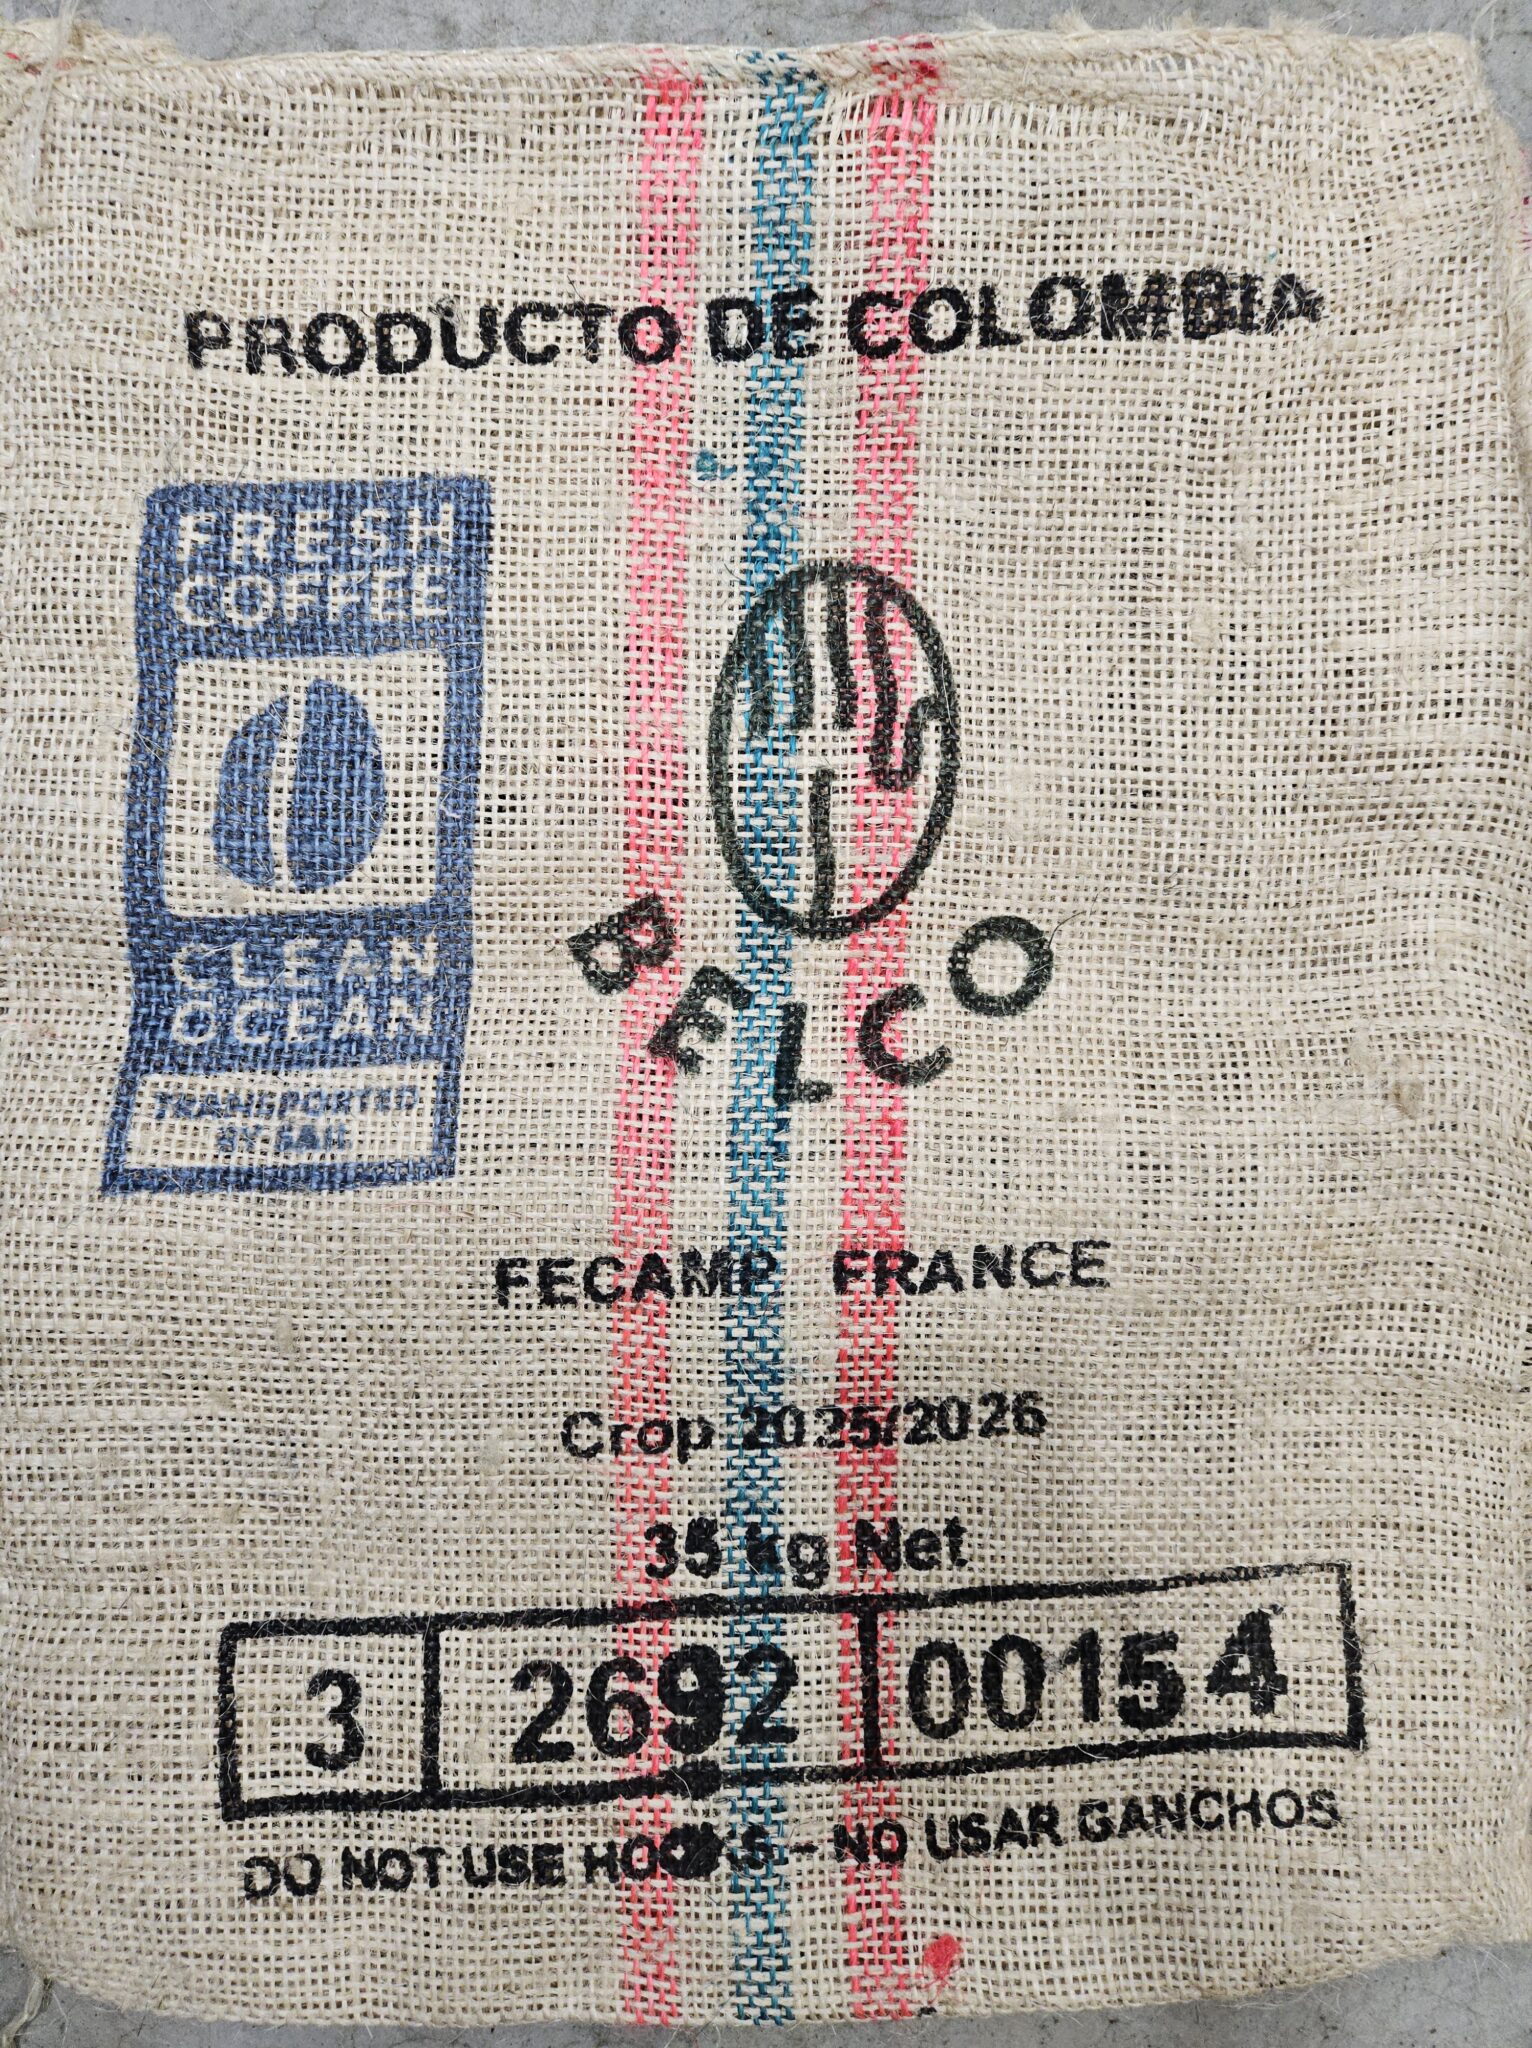 PRODUCTO DE COLOMBIA
FRESH
COFFEE
CLEAN
OCEAN
TRANSPORTED
BY SAIL
BELCO
FECAMP FRANCE
Crop 2025/2026
35 kg Net
3 2692 00154
DO NOT USE HOOKS - NO USAR GANCHOS